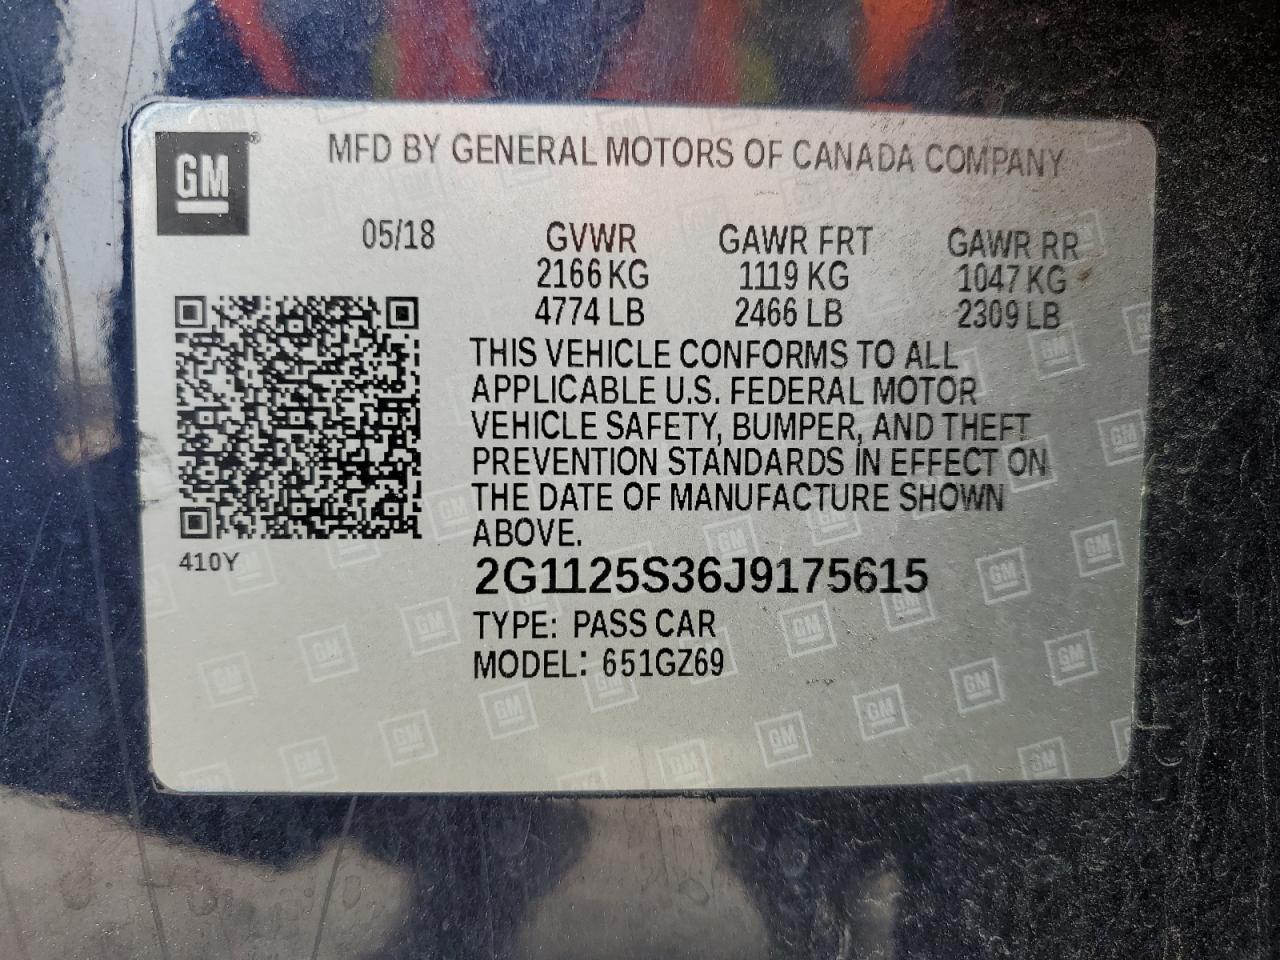 GM
MFD BY GENERAL MOTORS OF CANADA COMPANY
05/18 GVWR GAWR FRT GAWR RR
2166 KG 1119 KG 1047 KG
4774 LB 2466 LB 2309 LB
THIS VEHICLE CONFORMS TO ALL
APPLICABLE U.S. FEDERAL MOTOR
VEHICLE SAFETY, BUMPER, AND THEFT
PREVENTION STANDARDS IN EFFECT ON
THE DATE OF MANUFACTURE SHOWN
ABOVE.
410Y
2G1125S36J9175615
TYPE: PASS CAR
MODEL: 651GZ69